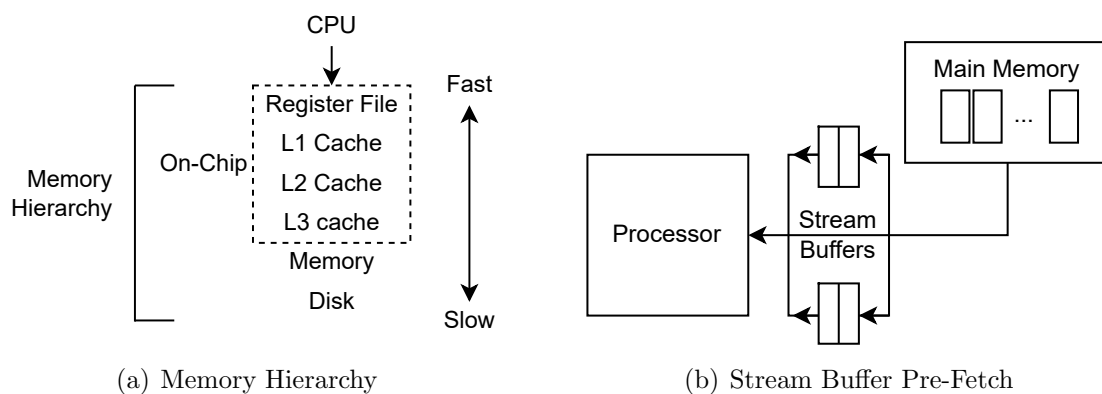 CPU
Register File
L1 Cache
L2 Cache
L3 cache
Memory
Disk
On-Chip
Memory
Hierarchy
Fast
Slow
(a) Memory Hierarchy
Main Memory
...
Processor
Stream
Buffers
(b) Stream Buffer Pre-Fetch